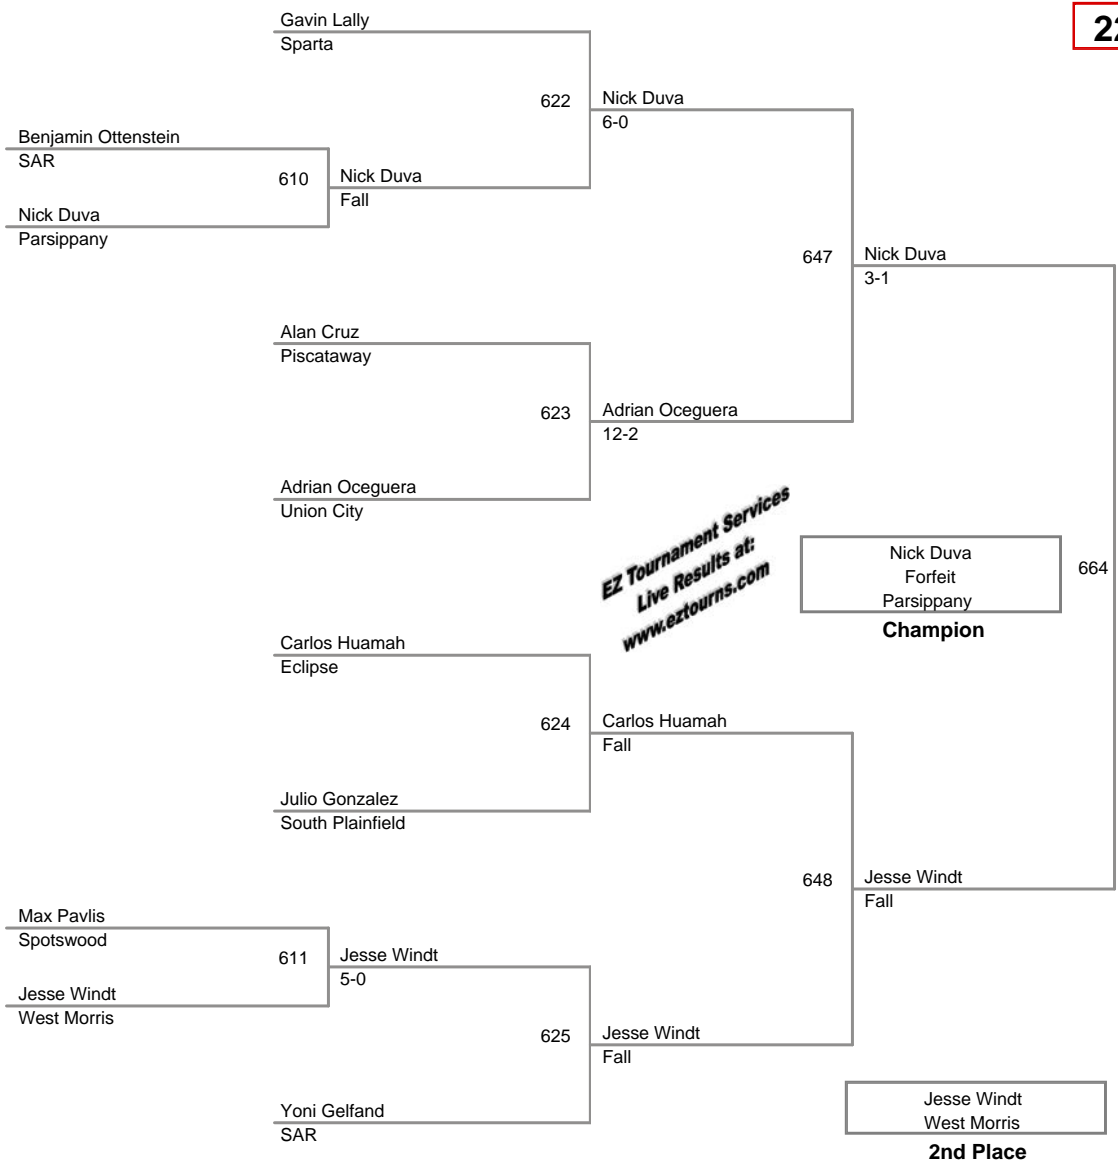 Gavin Lally
Sparta
22
622
Nick Duva
6-0
Benjamin Ottenstein
SAR
610
Nick Duva
Fall
Nick Duva
Parsippany
647
Nick Duva
3-1
Alan Cruz
Piscataway
623
Adrian Oceguera
12-2
Adrian Oceguera
Union City
EZ Tournament Services
Live Results at:
www.eztourns.com
Nick Duva
Forfeit
Parsippany
664
Champion
Carlos Huamah
Eclipse
624
Carlos Huamah
Fall
Julio Gonzalez
South Plainfield
648
Jesse Windt
Fall
Max Pavlis
Spotswood
611
Jesse Windt
5-0
Jesse Windt
West Morris
625
Jesse Windt
Fall
Yoni Gelfand
SAR
Jesse Windt
West Morris
2nd Place